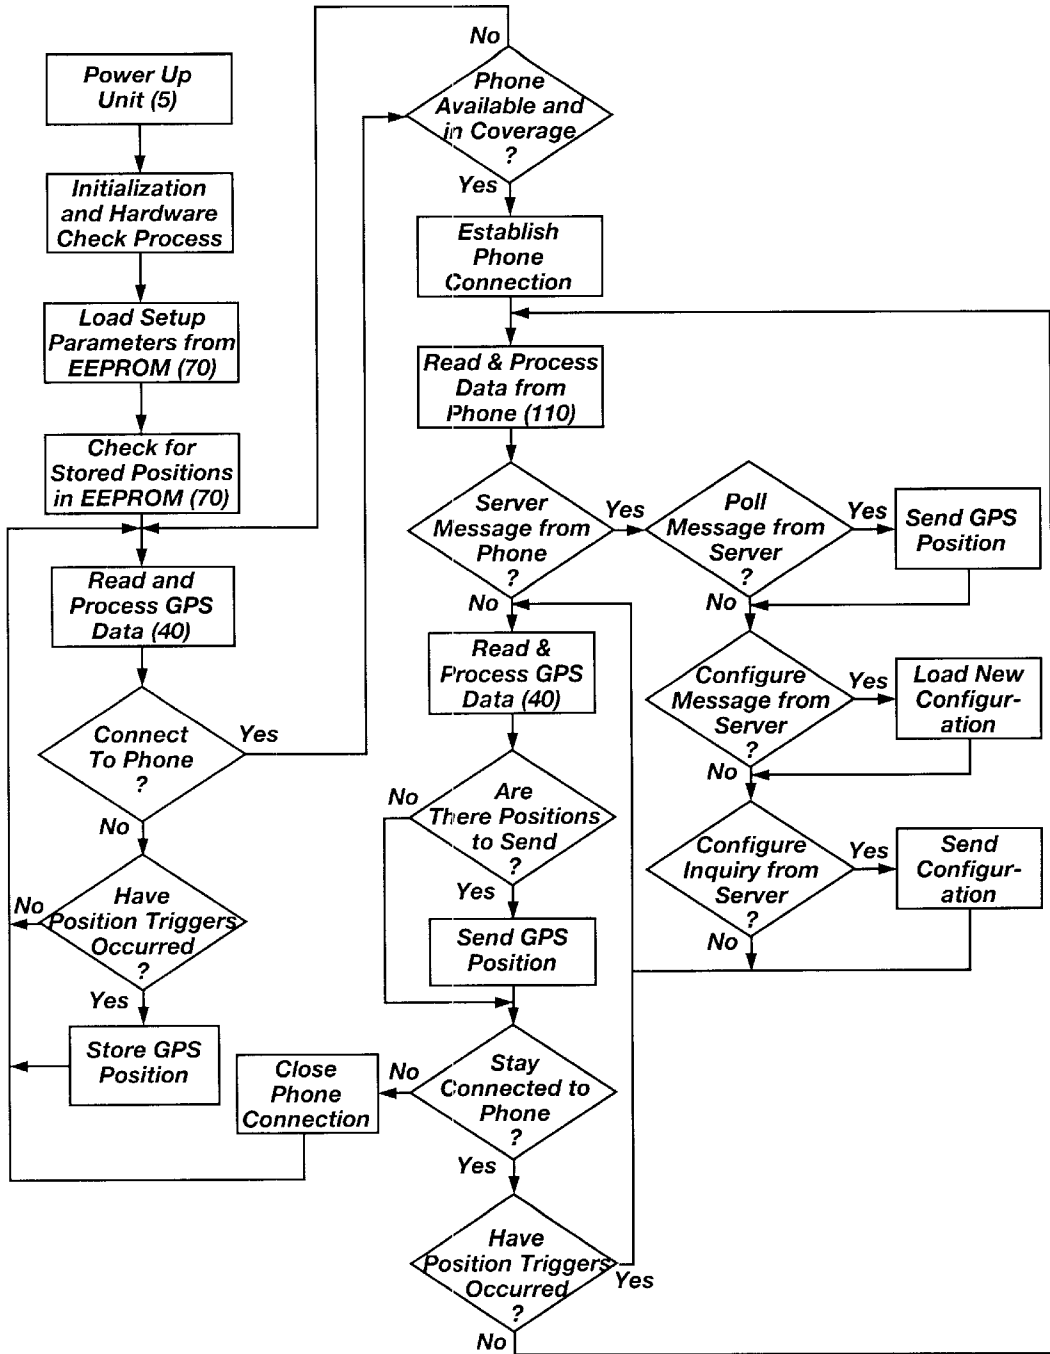 Power Up
Unit (5)
Initialization
and Hardware
Check Process
Load Setup
Parameters from
EEPROM (70)
Check for
Stored Positions
in EEPROM (70)
Read and
Process GPS
Data (40)
Connect
To Phone
?
Yes
No
Have
Position Triggers
Occurred
?
No
Yes
Store GPS
Position
No
Phone
Available and
in Coverage
?
Yes
Establish
Phone
Connection
Read & Process
Data from
Phone (110)
Server
Message from
Phone
?
Yes
No
Read &
Process GPS
Data (40)
Are
There Positions
to Send
?
No
Yes
Send GPS
Position
Stay
Connected to
Phone
?
No
Close
Phone
Connection
Yes
Have
Position Triggers
Occurred
?
Yes
No
Poll
Message from
Server
?
Yes
Send GPS
Position
No
Configure
Message from
Server
?
Yes
Load New
Configur-
ation
No
Configure
Inquiry from
Server
?
Yes
Send
Configur-
ation
No